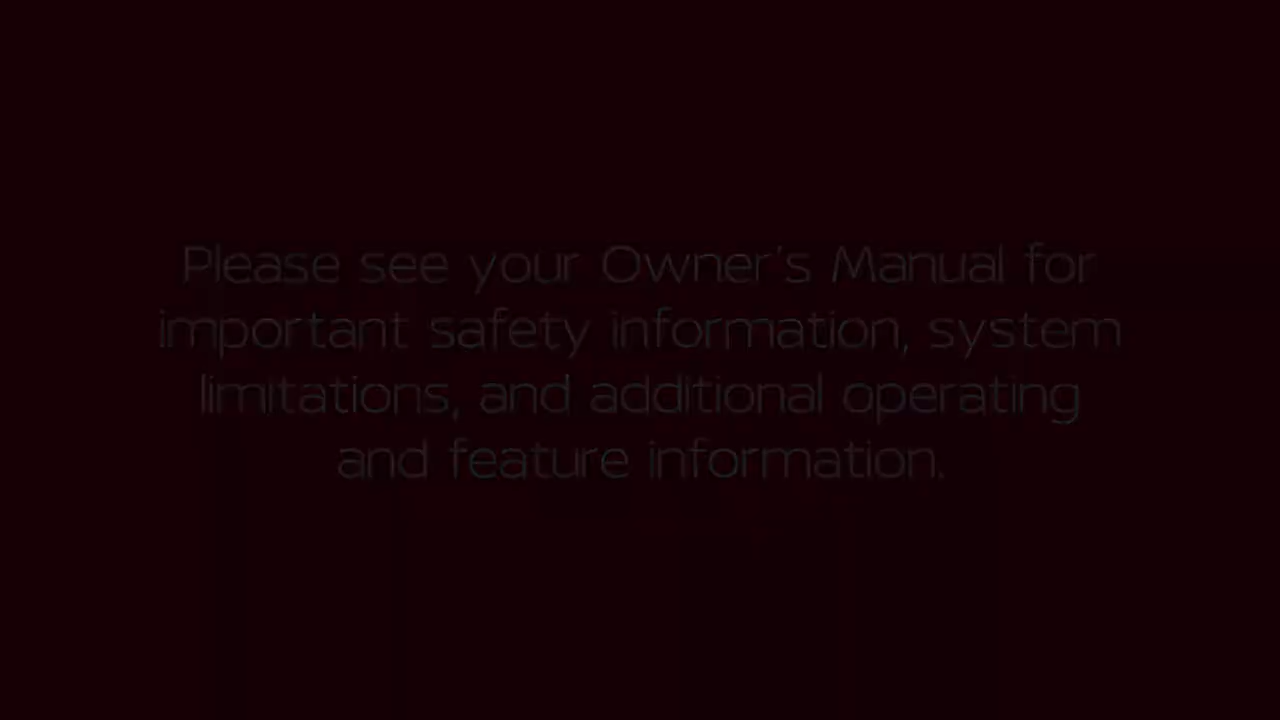 Please see your Owner's Manual for
important safety information, system
limitations, and additional operating
and feature information.